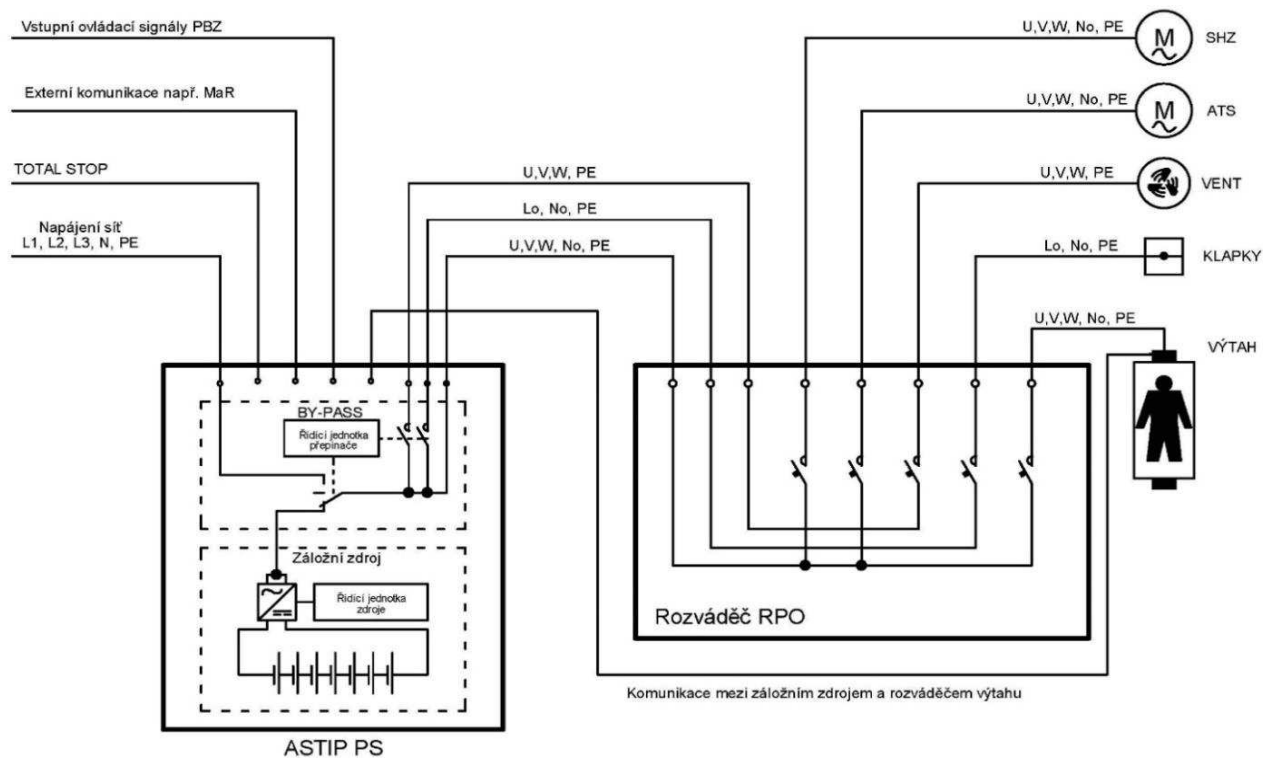 Vstupní ovládací signály PBZ
Externí komunikace např. MaR
TOTAL STOP
Napájení síť
L1, L2, L3, N, PE
U,V,W, PE
Lo, No, PE
U,V,W, No, PE
U,V,W, No, PE
SHZ
M
U,V,W, No, PE
ATS
M
U,V,W, PE
VENT
Lo, No, PE
KLAPKY
U,V,W, No, PE
VÝTAH
BY-PASS
Řídicí jednotka
přepínače
Záložní zdroj
Řídicí jednotka
zdroje
ASTIP PS
Rozváděč RPO
Komunikace mezi záložním zdrojem a rozváděčem výtahu